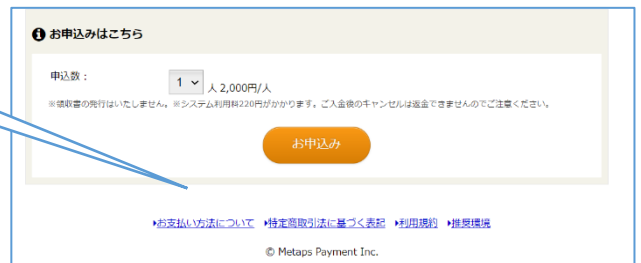 お申込みはこちら
申込数： 1 人 2,000円/人
※領収書の発行はいたしません。※システム利用料220円がかかります。ご入金後のキャンセルは返金できませんのでご注意ください。
お申込み
お支払い方法について 特定商取引法に基づく表記 利用規約 推奨環境
© Metaps Payment Inc.